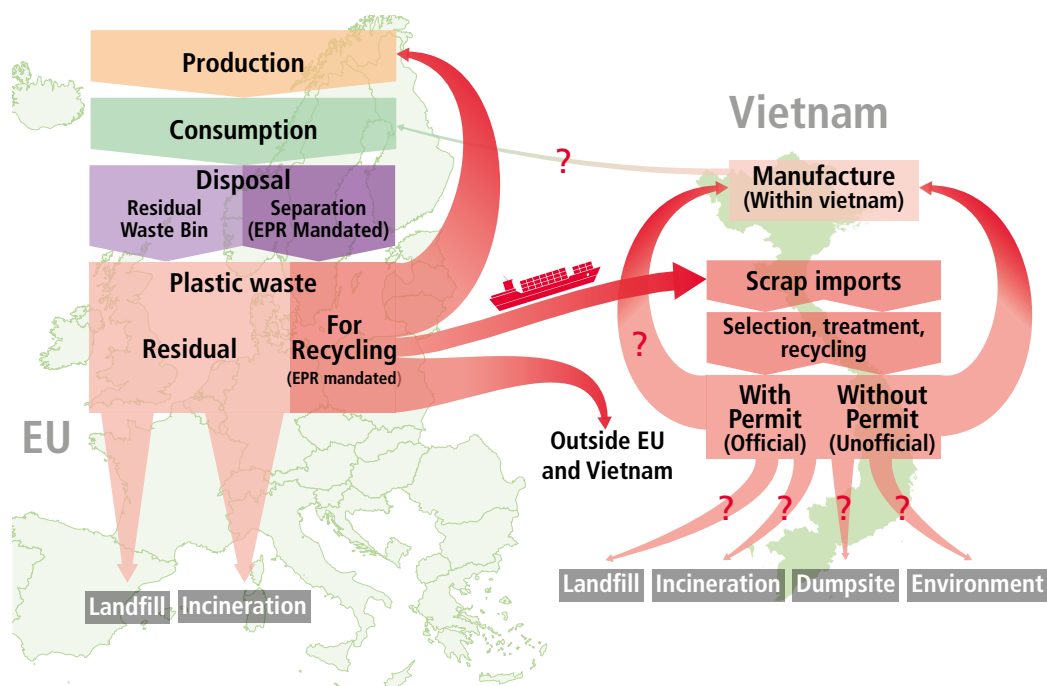 Production
Consumption
Disposal
Residual
Waste Bin
Separation
(EPR Mandated)
Plastic waste
Residual
For
Recycling
(EPR mandated)
EU
Landfill
Incineration
Outside EU
and Vietnam
?
Vietnam
Manufacture
(Within vietnam)
Scrap imports
Selection, treatment,
recycling
?
With
Permit
(Official)
Without
Permit
(Unofficial)
?
?
?
?
Landfill
Incineration
Dumpsite
Environment